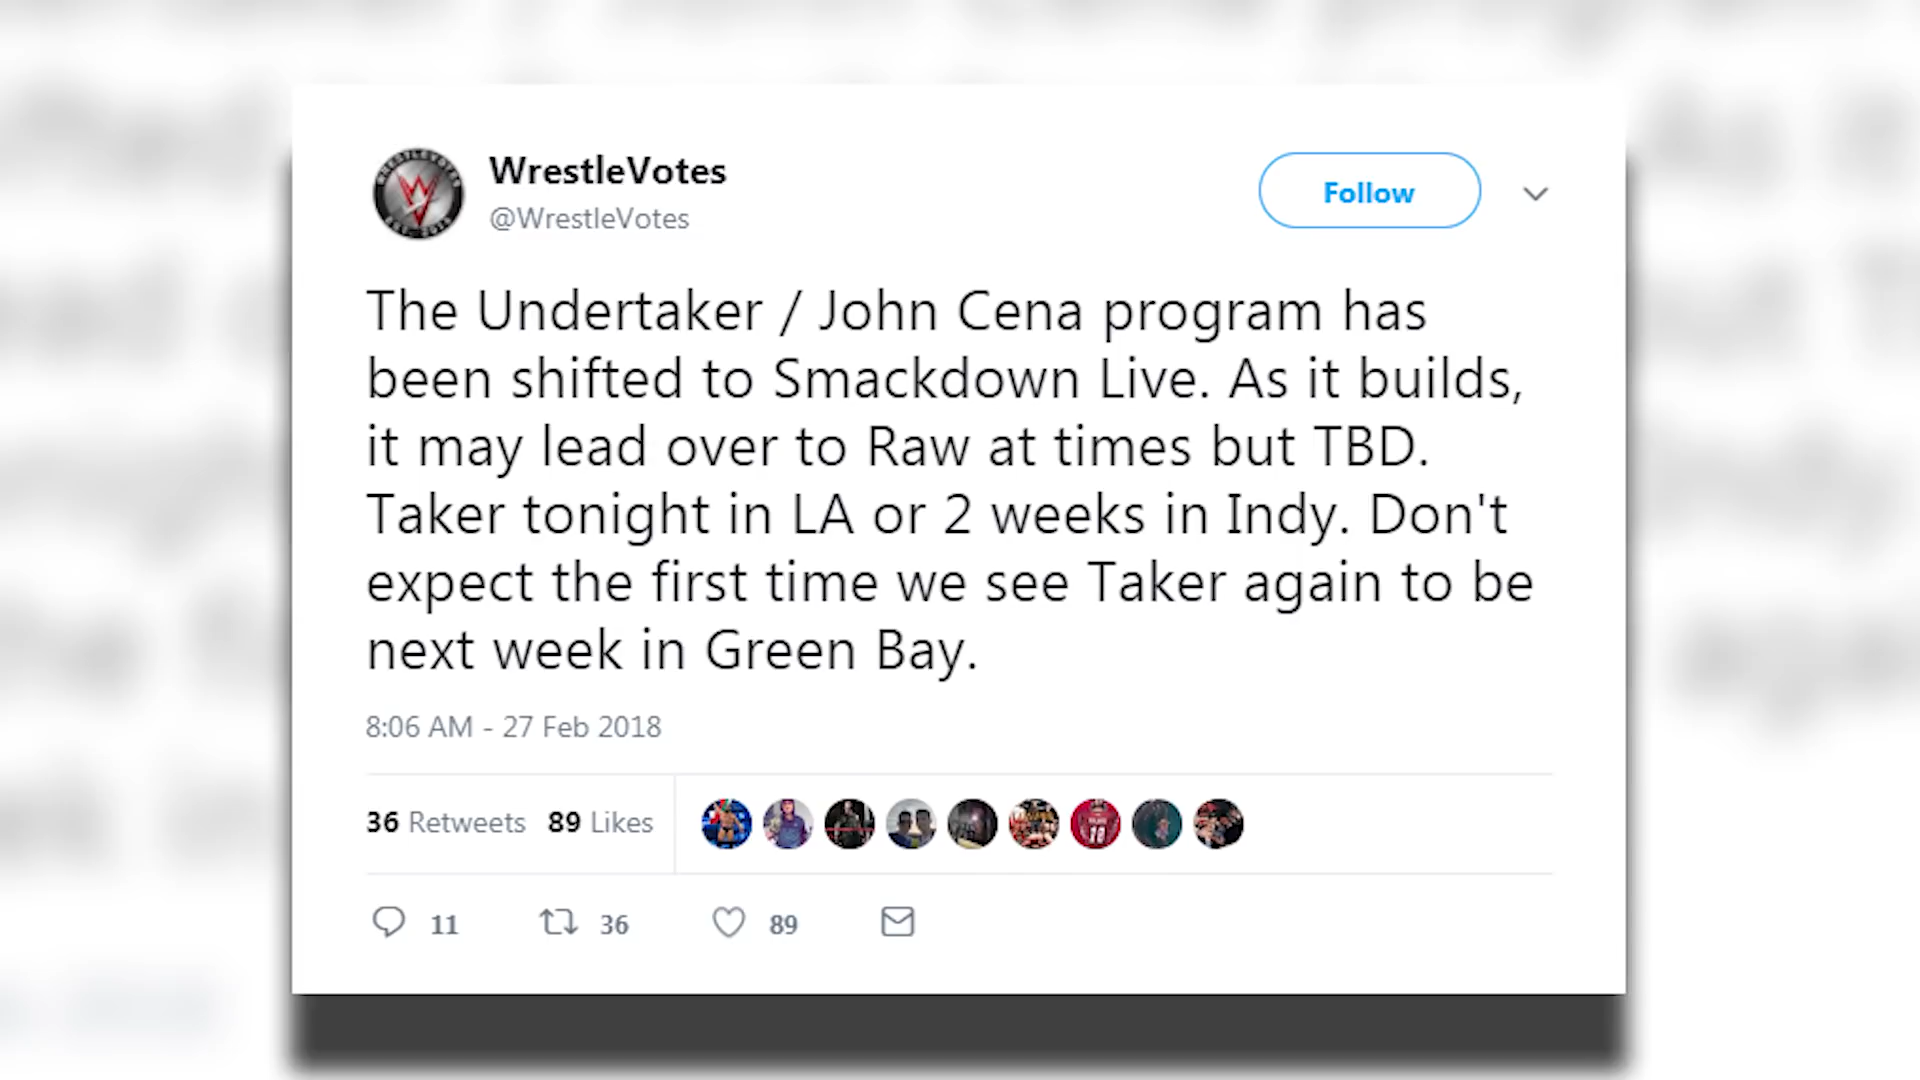 WrestleVotes
@WrestleVotes
Follow
The Undertaker / John Cena program has
been shifted to Smackdown Live. As it builds,
it may lead over to Raw at times but TBD.
Taker tonight in LA or 2 weeks in Indy. Don't
expect the first time we see Taker again to be
next week in Green Bay.
8:06 AM - 27 Feb 2018
36 Retweets 89 Likes
11 36 89